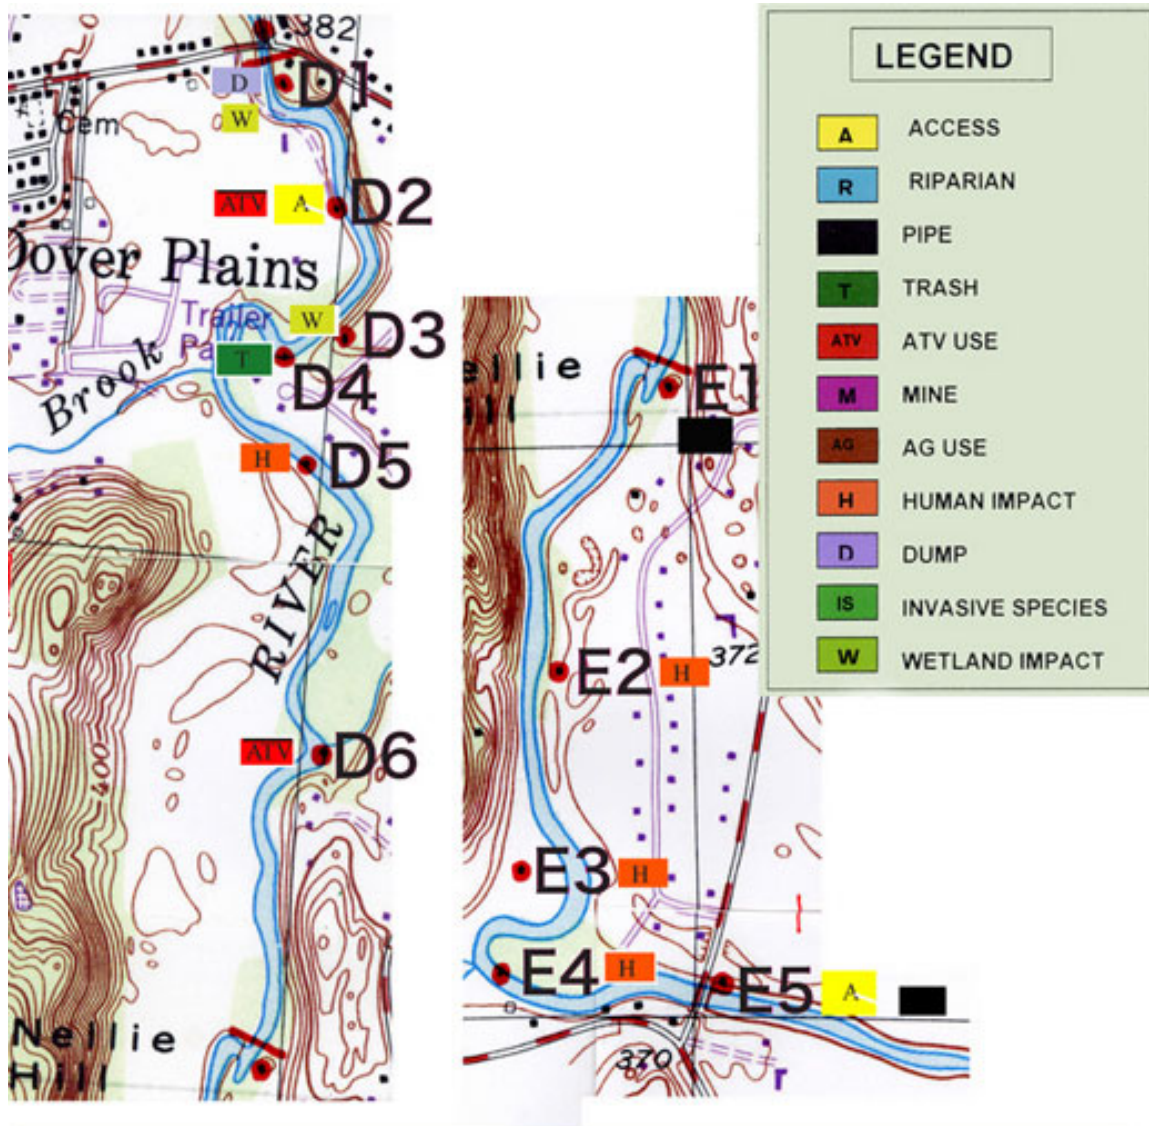 382
D1
D
W
Cem
ATV
A
D2
Dover Plains
Trailer
W
D3
T
D4
Brook
H
D5
RIVER
ATV
D6
400
Nellie
Hill
ellie
ill
E1
E2
H
372
E3
H
E4
H
E5
A
370
r
LEGEND
A ACCESS
R RIPARIAN
PIPE
T TRASH
ATV ATV USE
M MINE
AG AG USE
H HUMAN IMPACT
D DUMP
IS INVASIVE SPECIES
W WETLAND IMPACT